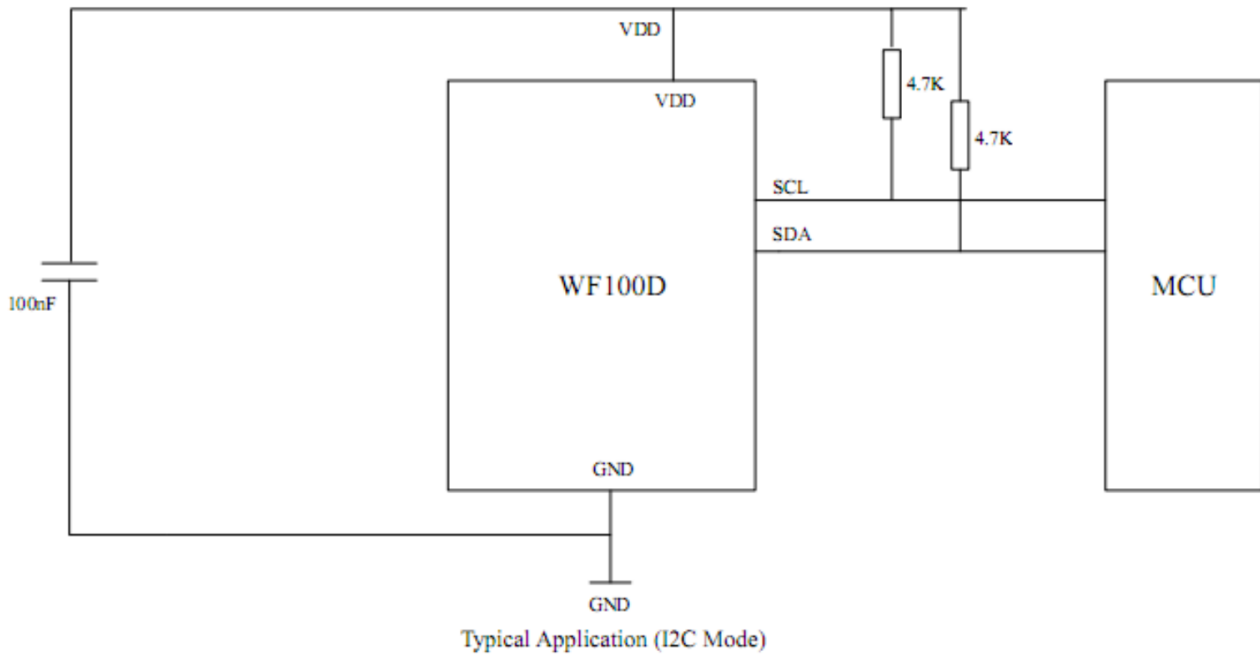 VDD
VDD
4.7K
4.7K
SCL
SDA
WF100D
MCU
100nF
GND
GND
Typical Application (I2C Mode)